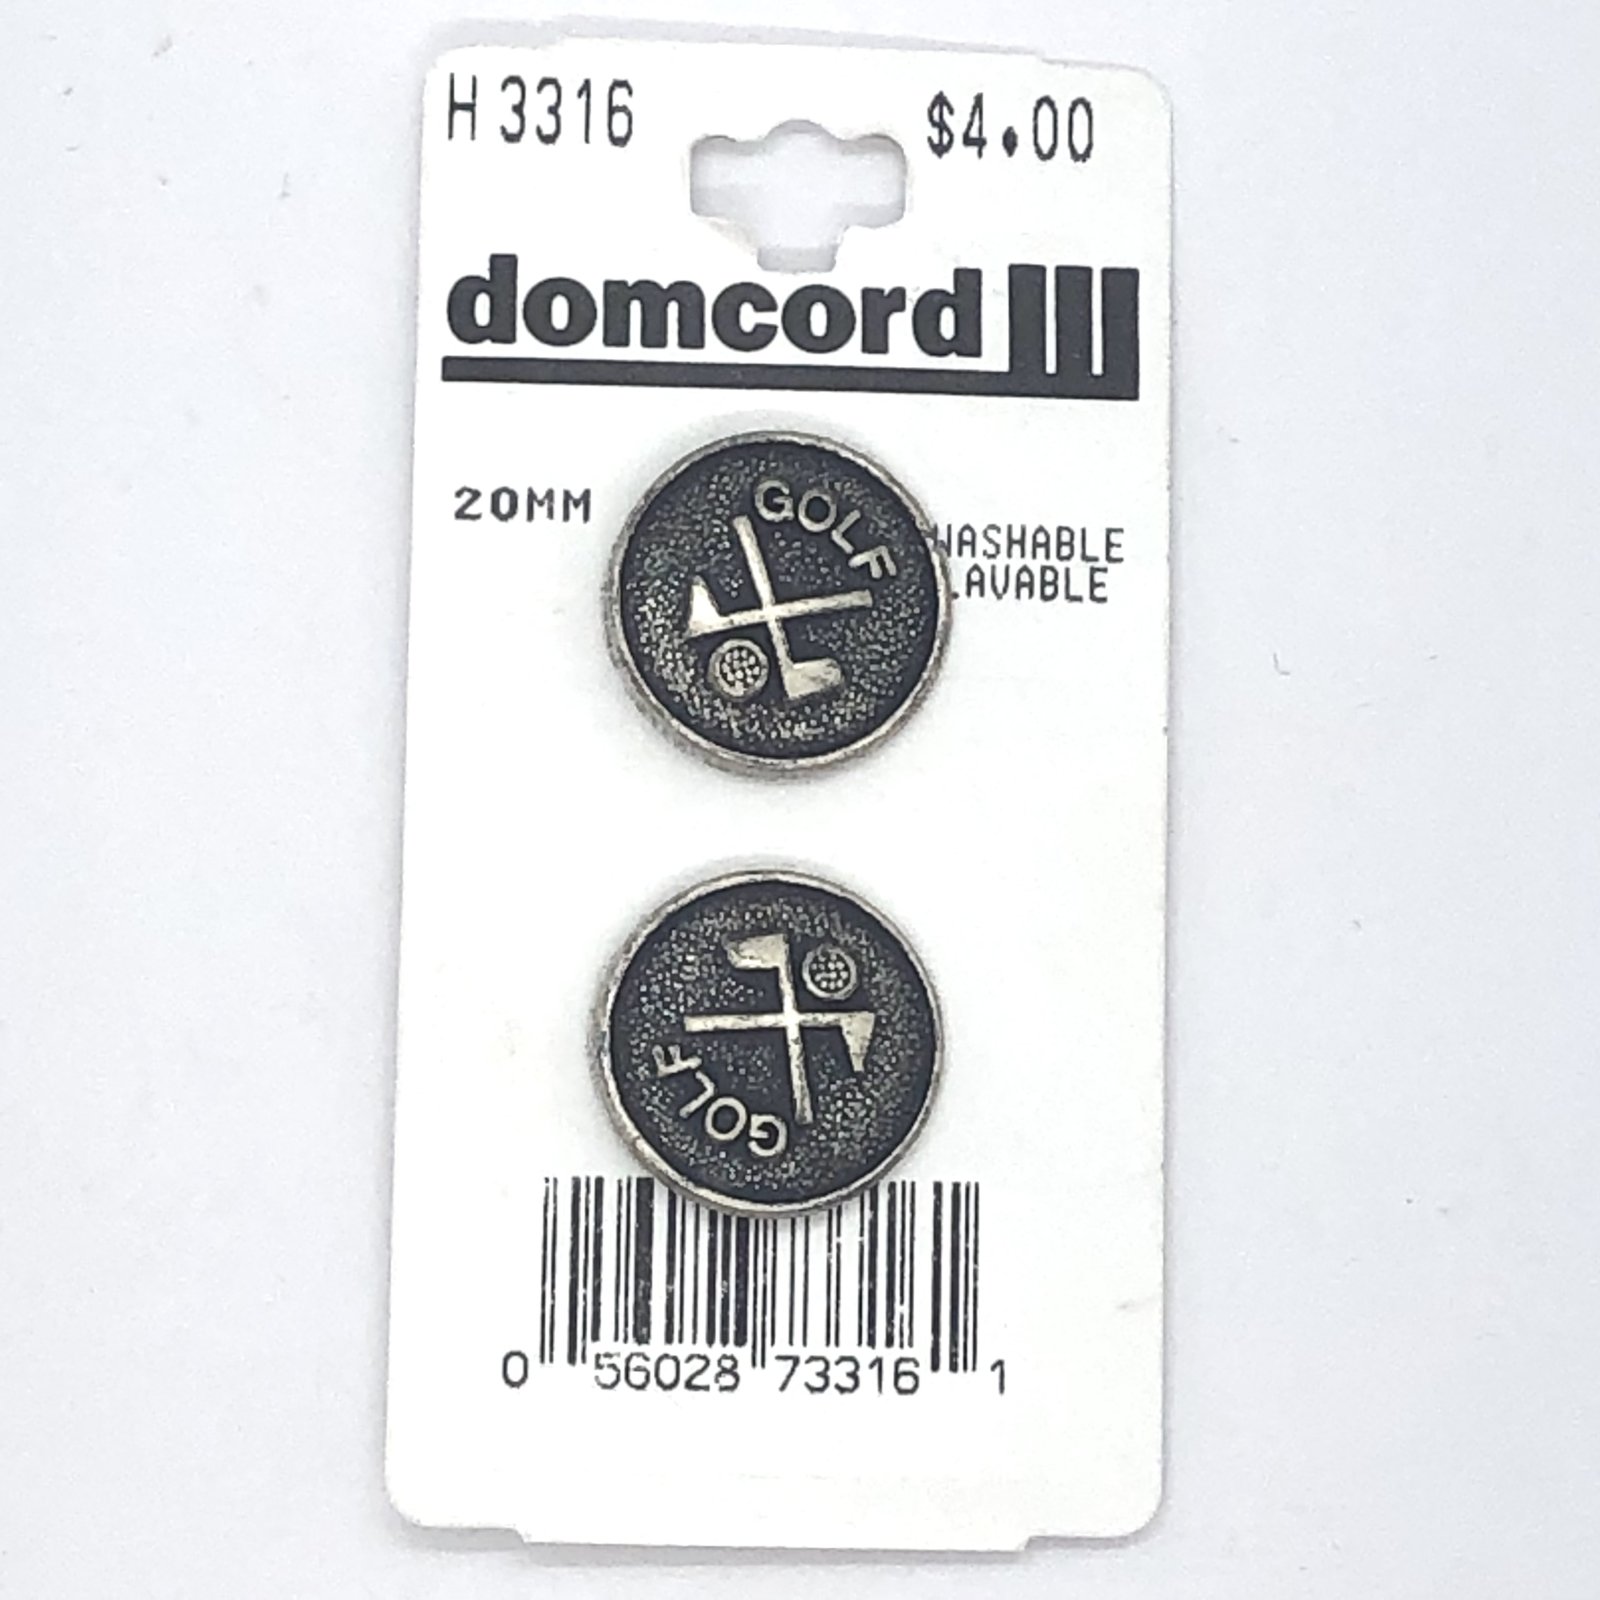 H 3316
$4.00
domcord
20MM
GOLF
WASHABLE
LAVABLE
GOLF
0 56028 73316 1